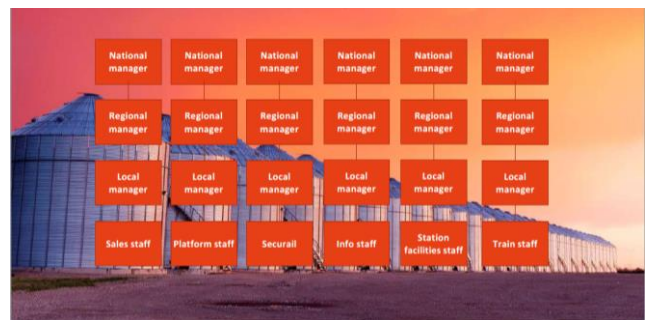 National
manager
National
manager
National
manager
National
manager
National
manager
National
manager
Regional
manager
Regional
manager
Regional
manager
Regional
manager
Regional
manager
Regional
manager
Local
manager
Local
manager
Local
manager
Local
manager
Local
manager
Local
manager
Sales staff
Platform staff
Securail
Info staff
Station
facilities staff
Train staff